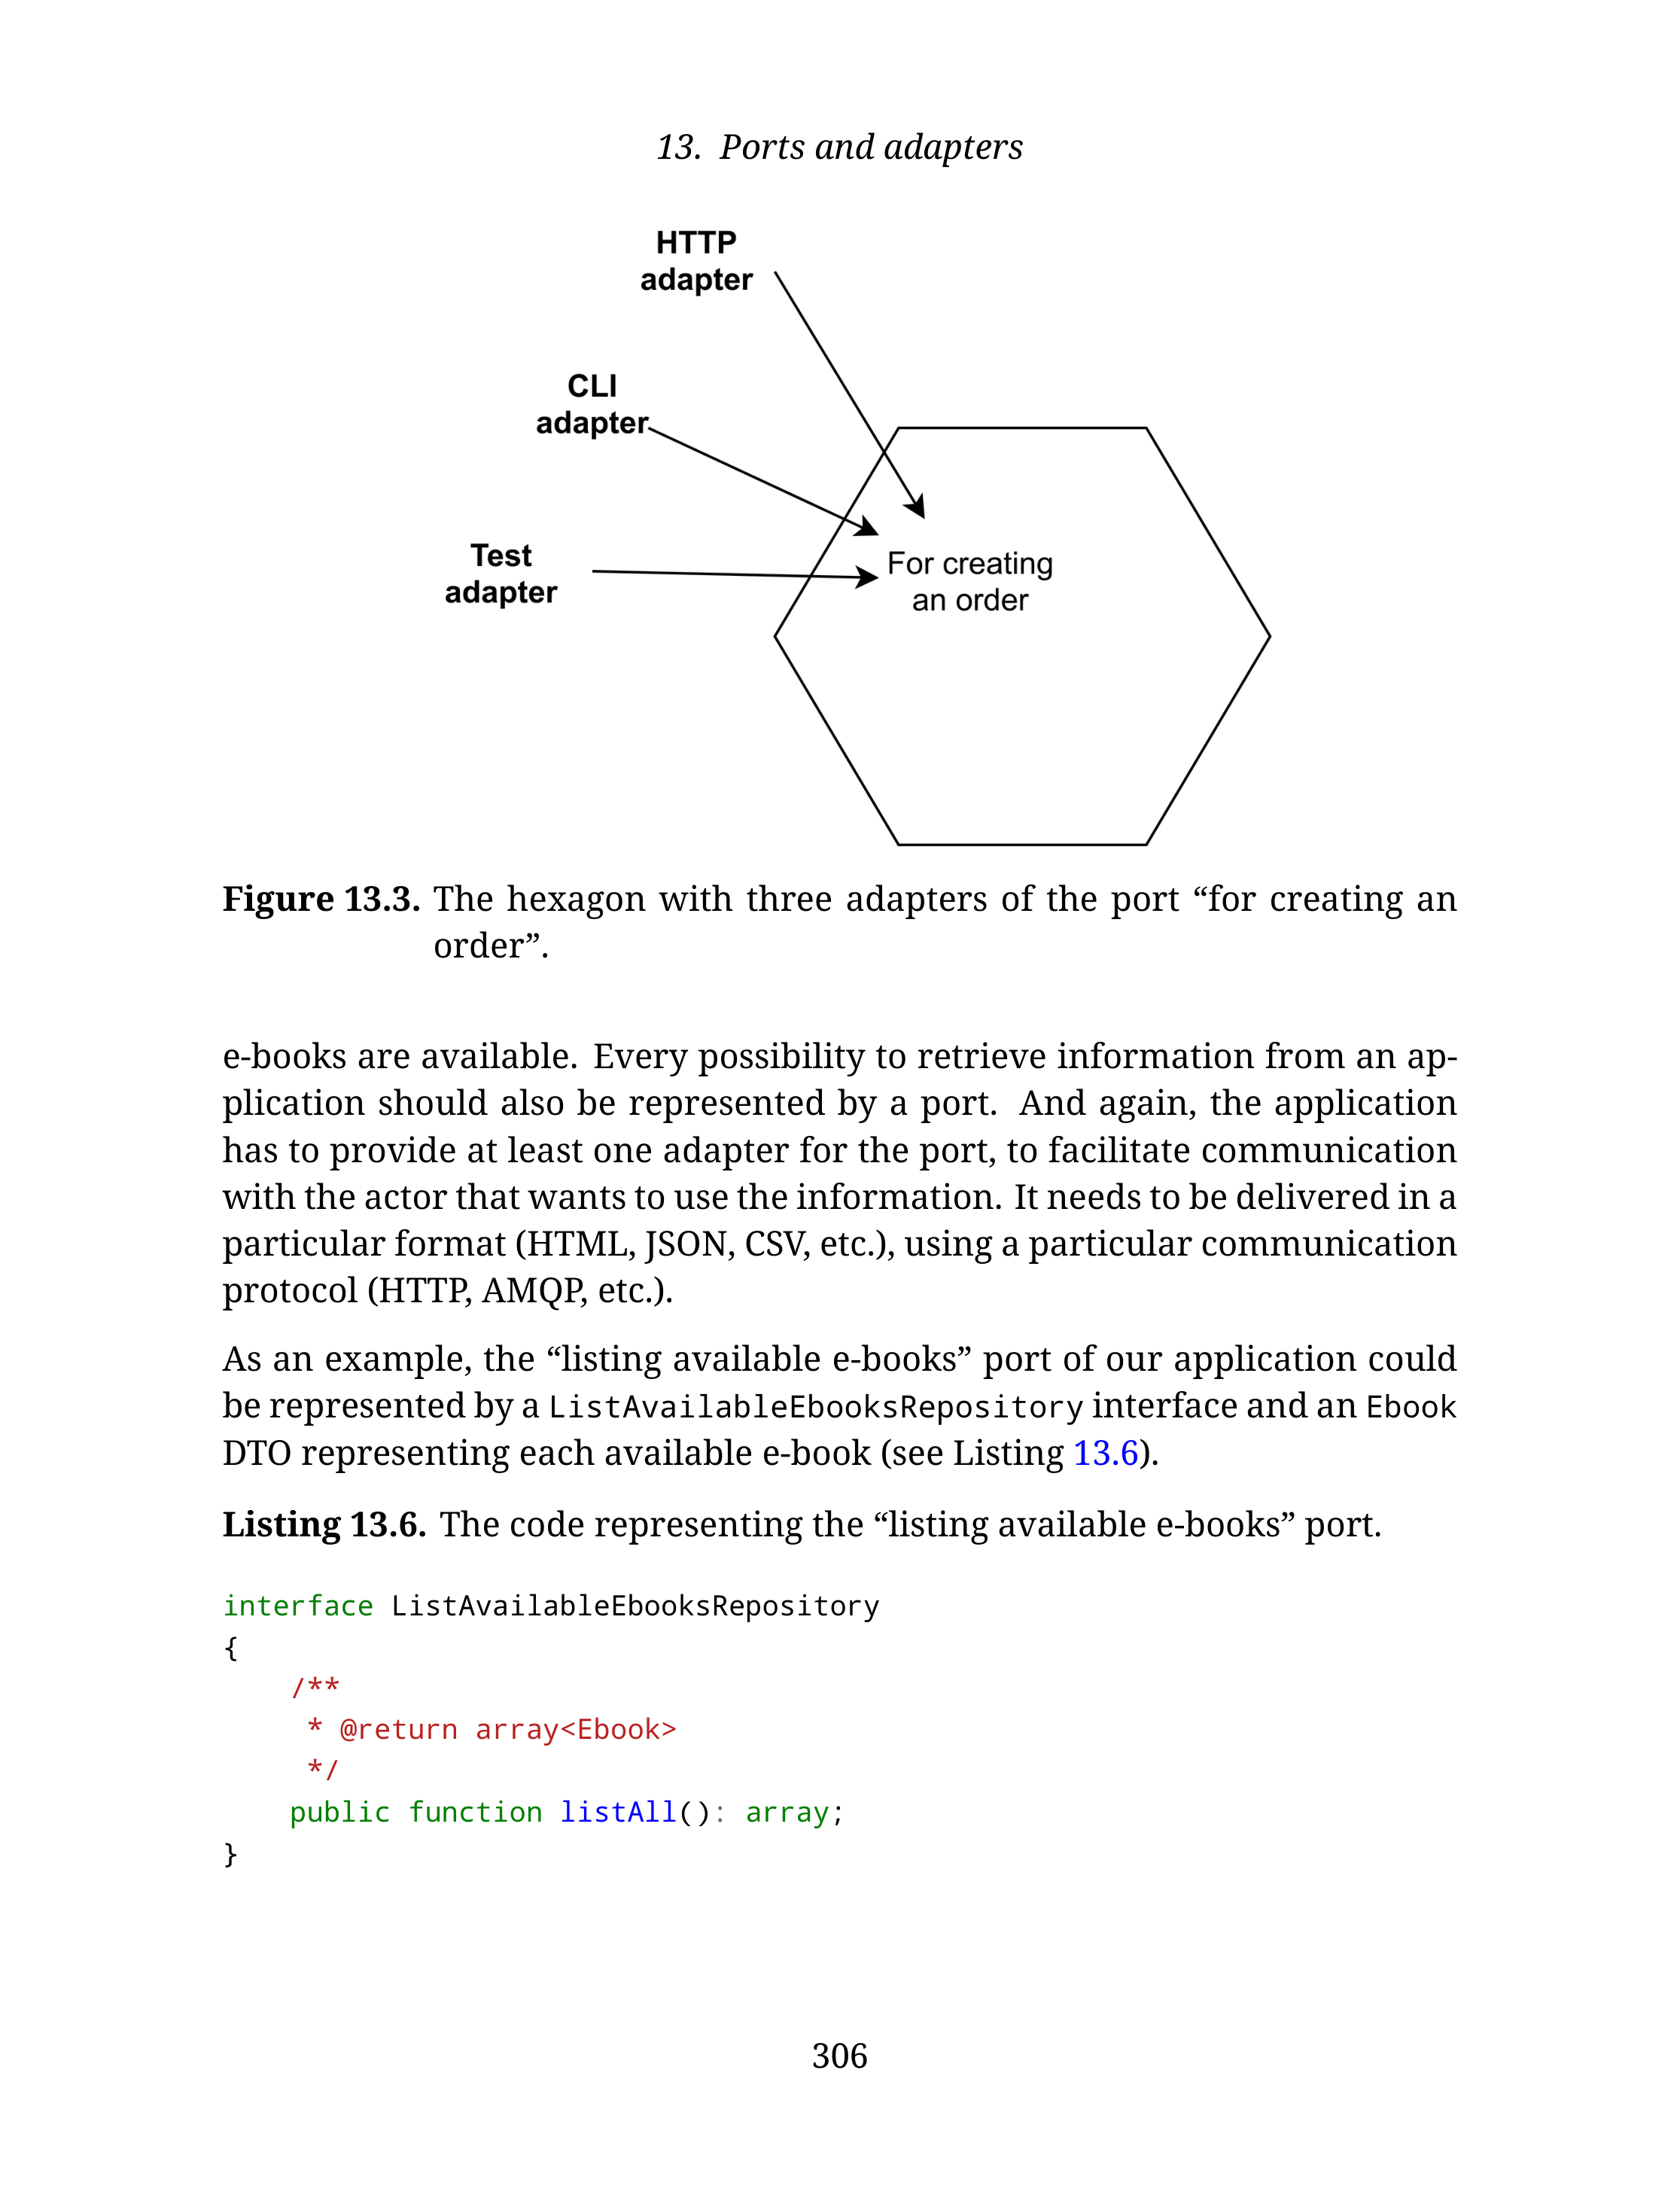 13. Ports and adapters
HTTP
adapter
CLI
adapter
Test
adapter
For creating
an order
Figure 13.3. The hexagon with three adapters of the port “for creating an
order”.
e-books are available. Every possibility to retrieve information from an ap-
plication should also be represented by a port. And again, the application
has to provide at least one adapter for the port, to facilitate communication
with the actor that wants to use the information. It needs to be delivered in a
particular format (HTML, JSON, CSV, etc.), using a particular communication
protocol (HTTP, AMQP, etc.).
As an example, the “listing available e-books” port of our application could
be represented by a ListAvailableEbooksRepository interface and an Ebook
DTO representing each available e-book (see Listing 13.6).
Listing 13.6. The code representing the “listing available e-books” port.
interface ListAvailableEbooksRepository
{
    /**
     * @return array<Ebook>
     */
    public function listAll(): array;
}
306